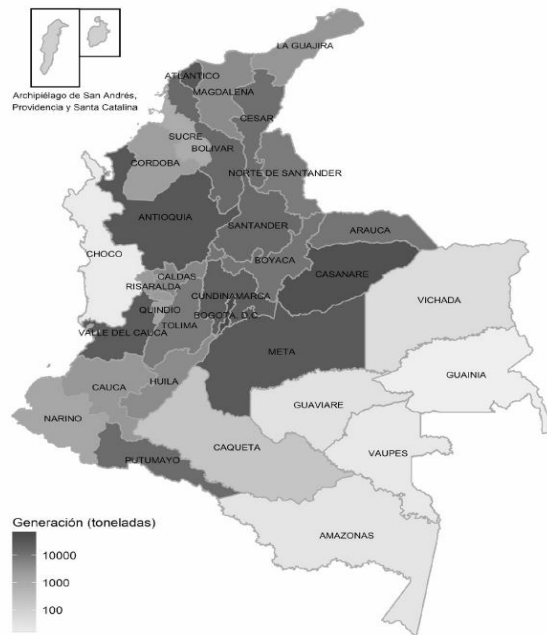 LA GUAJIRA
Archipiélago de San Andrés,
Providencia y Santa Catalina
ATLANTICO
MAGDALENA
CESAR
SUCRE
BOLIVAR
CORDOBA
NORTE DE SANTANDER
ANTIOQUIA
SANTANDER
ARAUCA
CHOCO
BOYACA
CALDAS
CASANARE
RISARALDA
CUNDINAMARCA
VICHADA
QUINDIO
BOGOTA, D.C.
TOLIMA
VALLE DEL CAUCA
META
GUAINIA
CAUCA
HUILA
GUAVIARE
NARINO
CAQUETA
VAUPES
PUTUMAYO
AMAZONAS
Generación (toneladas)
10000
1000
100